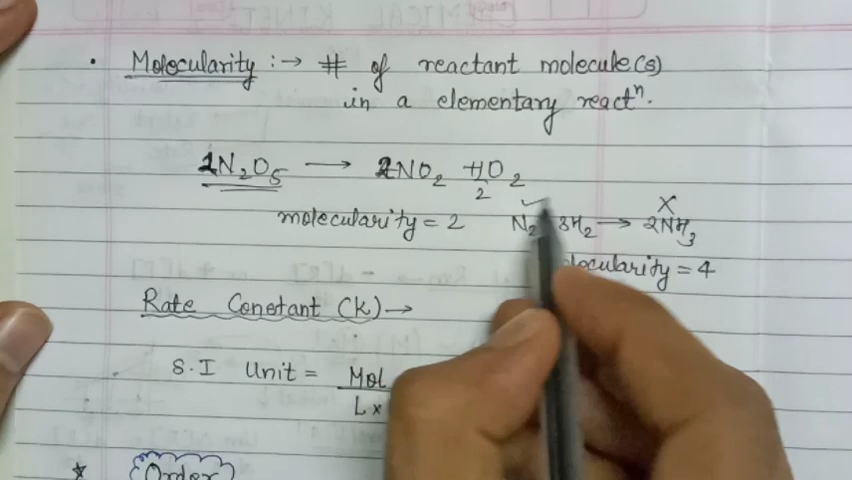 • Molecularity :→ # of reactant molecule(s)
in a elementary reactⁿ.
2N₂O₅ → 2NO₂ + 1/2 O₂
molecularity = 2 N₂ 3H₂ → 2NH₃
molecularity = 4
Rate Constant (K) →
S.I Unit = Mol
L ×
* Order